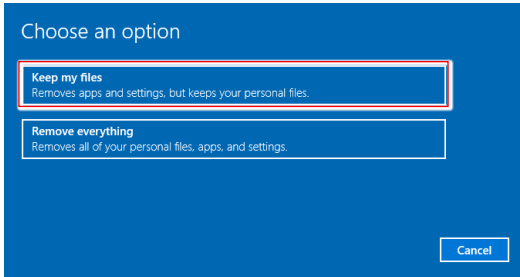 Choose an option
Keep my files
Removes apps and settings, but keeps your personal files.
Remove everything
Removes all of your personal files, apps, and settings.
Cancel